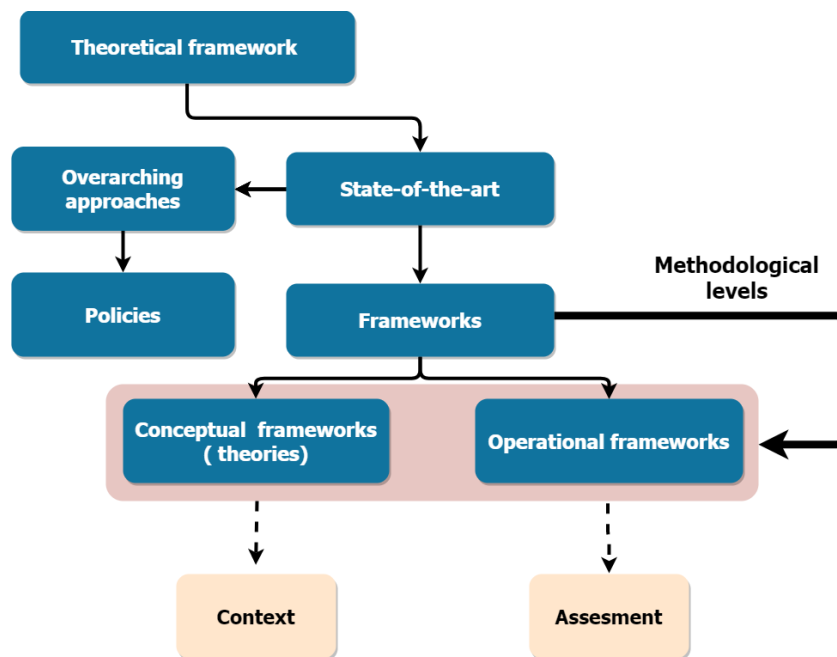 Theoretical framework
Overarching
approaches
State-of-the-art
Methodological
levels
Policies
Frameworks
Conceptual  frameworks
( theories)
Operational frameworks
Context
Assesment